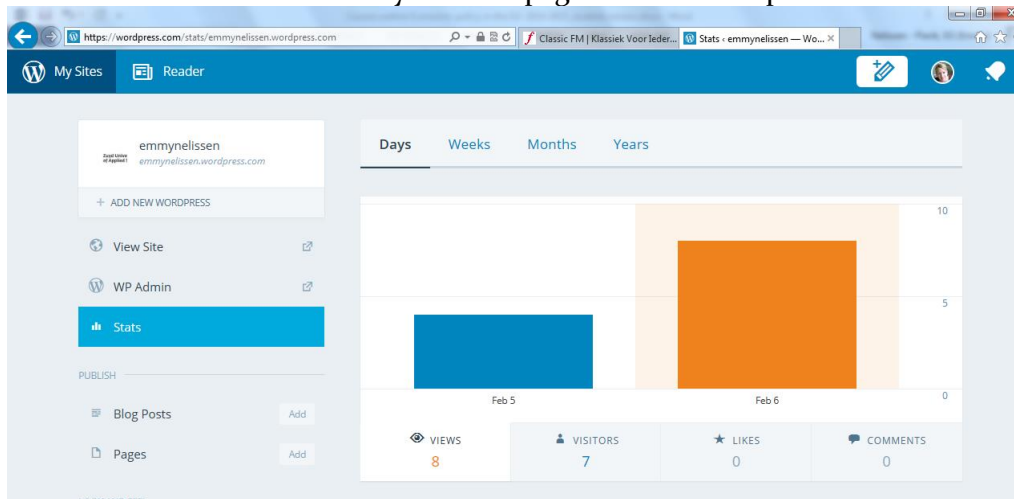 https://wordpress.com/stats/emmynelissen.wordpress.com
Classic FM | Klassiek Voor Ieder...
Stats ‹ emmynelissen — Wo... ×
My Sites
Reader
emmynelissen
emmynelissen.wordpress.com
+ ADD NEW WORDPRESS
View Site
WP Admin
Stats
PUBLISH
Blog Posts
Add
Pages
Add
Days Weeks Months Years
10
5
0
Feb 5
Feb 6
VIEWS
8
VISITORS
7
LIKES
0
COMMENTS
0